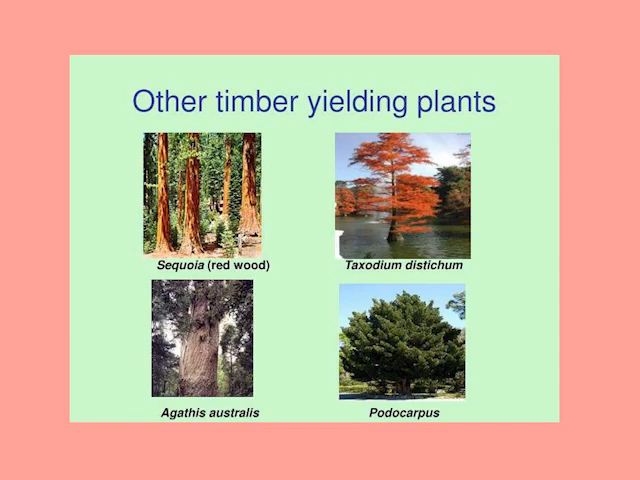 Other timber yielding plants
Sequoia (red wood)
Taxodium distichum
Agathis australis
Podocarpus